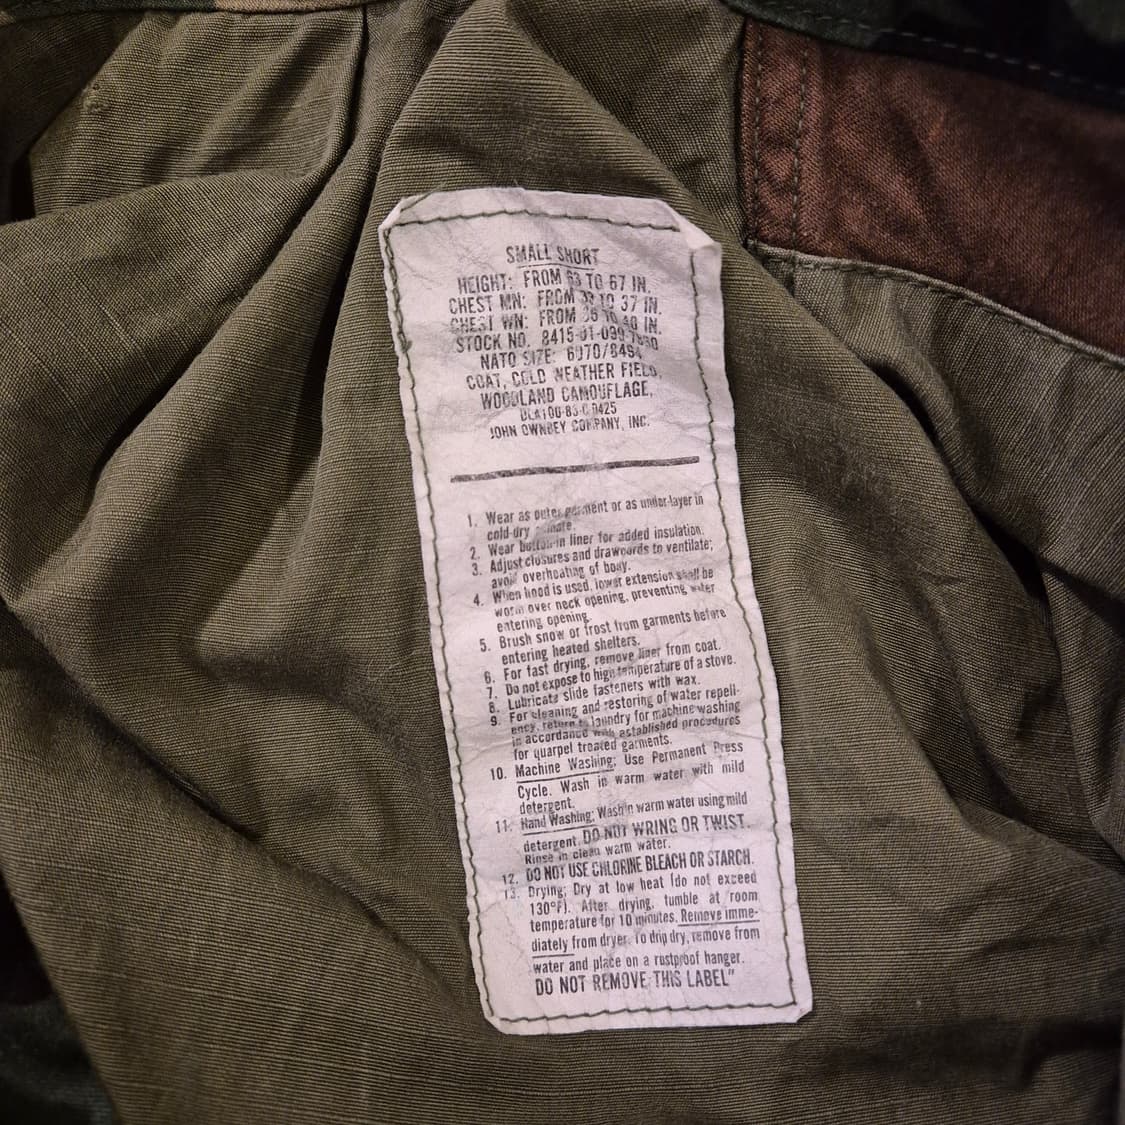 SMALL SHORT
HEIGHT: FROM 63 TO 67 IN.
CHEST MN: FROM 33 TO 37 IN.
CHEST WN: FROM 36 TO 40 IN.
STOCK NO. 8415-01-099
NATO SIZE: 6070/8494
COAT, COLD WEATHER FIELD,
WOODLAND CAMOUFLAGE,
DLA100-83-C 0425
JOHN OWNBEY COMPANY, INC.
1. Wear as outer garment or as under-layer in
cold-dry climate.
2. Wear button-in liner for added insulation.
3. Adjust closures and drawcords to ventilate;
avoid overheating of body.
4. When hood is used, lower extension shall be
worn over neck opening, preventing water
entering opening.
5. Brush snow or frost from garments before
entering heated shelters.
6. For fast drying, remove liner from coat.
7. Do not expose to high temperature of a stove.
8. Lubricate slide fasteners with wax.
9. For cleaning and restoring of water repell-
ency, return to laundry for machine washing
in accordance with established procedures
for quarpel treated garments.
10. Machine Washing: Use Permanent Press
Cycle. Wash in warm water with mild
detergent.
11. Hand Washing: Wash in warm water using mild
detergent. DO NOT WRING OR TWIST.
Rinse in clean warm water.
12. DO NOT USE CHLORINE BLEACH OR STARCH.
13. Drying: Dry at low heat (do not exceed
130°F). After drying, tumble at room
temperature for 10 minutes. Remove imme-
diately from dryer. To drip dry, remove from
water and place on a rustproof hanger.
DO NOT REMOVE THIS LABEL"